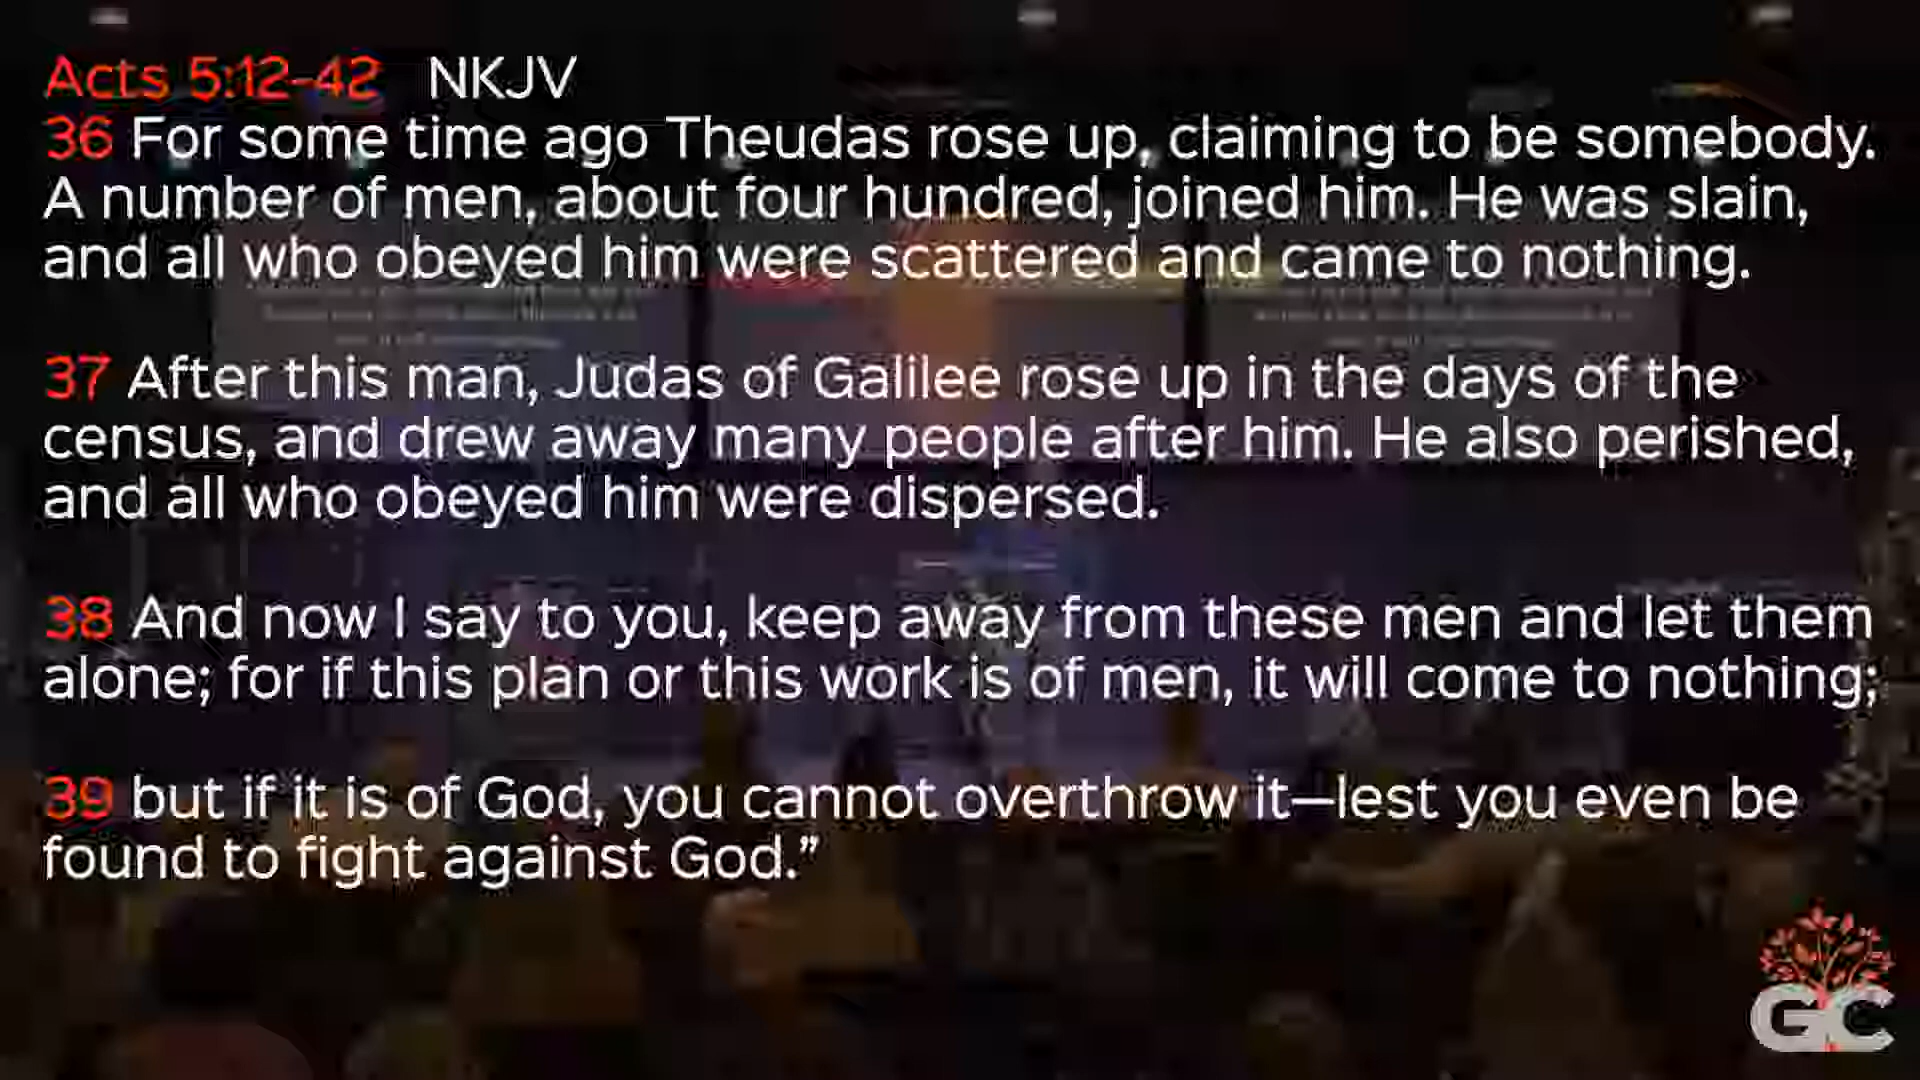 Acts 5:12-42 NKJV
36 For some time ago Theudas rose up, claiming to be somebody.
A number of men, about four hundred, joined him. He was slain,
and all who obeyed him were scattered and came to nothing.
37 After this man, Judas of Galilee rose up in the days of the
census, and drew away many people after him. He also perished,
and all who obeyed him were dispersed.
38 And now I say to you, keep away from these men and let them
alone; for if this plan or this work is of men, it will come to nothing;
39 but if it is of God, you cannot overthrow it—lest you even be
found to fight against God.”
GC